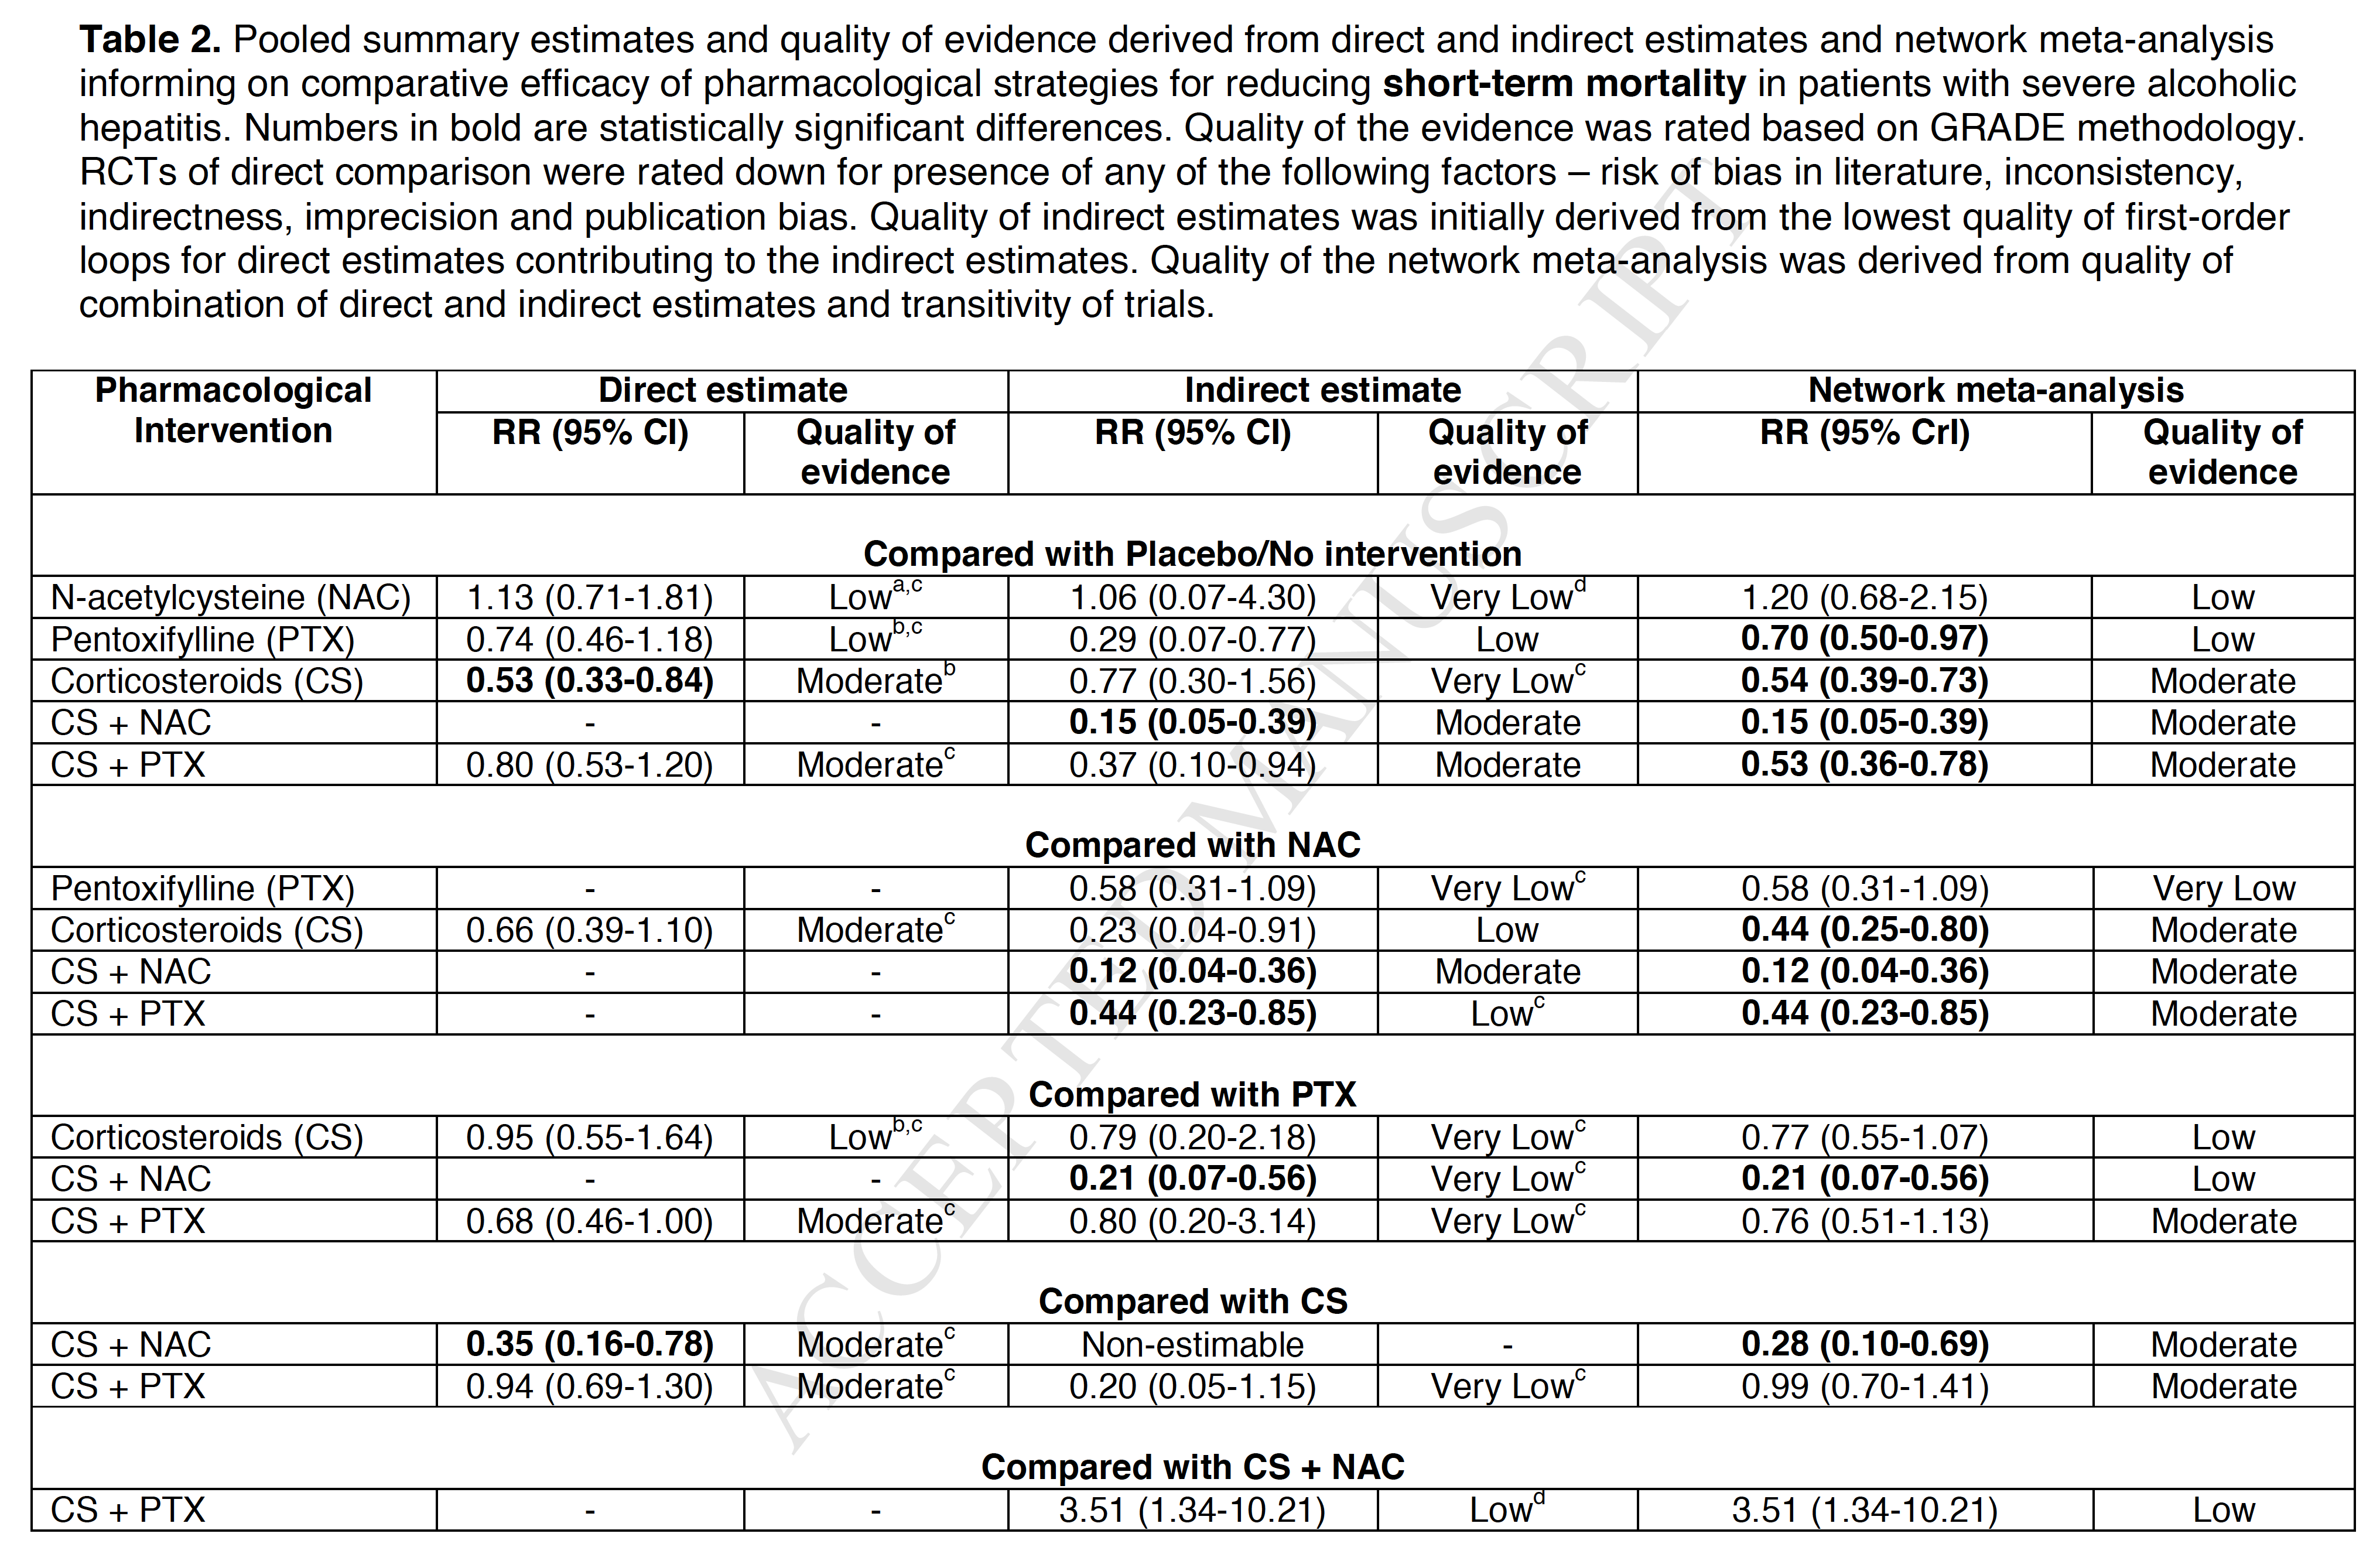 Table 2. Pooled summary estimates and quality of evidence derived from direct and indirect estimates and network meta-analysis
informing on comparative efficacy of pharmacological strategies for reducing short-term mortality in patients with severe alcoholic
hepatitis. Numbers in bold are statistically significant differences. Quality of the evidence was rated based on GRADE methodology.
RCTs of direct comparison were rated down for presence of any of the following factors – risk of bias in literature, inconsistency,
indirectness, imprecision and publication bias. Quality of indirect estimates was initially derived from the lowest quality of first-order
loops for direct estimates contributing to the indirect estimates. Quality of the network meta-analysis was derived from quality of
combination of direct and indirect estimates and transitivity of trials.
Pharmacological Intervention Direct estimate Indirect estimate Network meta-analysis
RR (95% CI) Quality of evidence RR (95% CI) Quality of evidence RR (95% CrI) Quality of evidence
Compared with Placebo/No intervention
N-acetylcysteine (NAC) 1.13 (0.71-1.81) Low^a,c 1.06 (0.07-4.30) Very Low^d 1.20 (0.68-2.15) Low
Pentoxifylline (PTX) 0.74 (0.46-1.18) Low^b,c 0.29 (0.07-0.77) Low 0.70 (0.50-0.97) Low
Corticosteroids (CS) 0.53 (0.33-0.84) Moderate^b 0.77 (0.30-1.56) Very Low^c 0.54 (0.39-0.73) Moderate
CS + NAC - - 0.15 (0.05-0.39) Moderate 0.15 (0.05-0.39) Moderate
CS + PTX 0.80 (0.53-1.20) Moderate^c 0.37 (0.10-0.94) Moderate 0.53 (0.36-0.78) Moderate
Compared with NAC
Pentoxifylline (PTX) - - 0.58 (0.31-1.09) Very Low^c 0.58 (0.31-1.09) Very Low
Corticosteroids (CS) 0.66 (0.39-1.10) Moderate^c 0.23 (0.04-0.91) Low 0.44 (0.25-0.80) Moderate
CS + NAC - - 0.12 (0.04-0.36) Moderate 0.12 (0.04-0.36) Moderate
CS + PTX - - 0.44 (0.23-0.85) Low^c 0.44 (0.23-0.85) Moderate
Compared with PTX
Corticosteroids (CS) 0.95 (0.55-1.64) Low^b,c 0.79 (0.20-2.18) Very Low^c 0.77 (0.55-1.07) Low
CS + NAC - - 0.21 (0.07-0.56) Very Low^c 0.21 (0.07-0.56) Low
CS + PTX 0.68 (0.46-1.00) Moderate^c 0.80 (0.20-3.14) Very Low^c 0.76 (0.51-1.13) Moderate
Compared with CS
CS + NAC 0.35 (0.16-0.78) Moderate^c Non-estimable - 0.28 (0.10-0.69) Moderate
CS + PTX 0.94 (0.69-1.30) Moderate^c 0.20 (0.05-1.15) Very Low^c 0.99 (0.70-1.41) Moderate
Compared with CS + NAC
CS + PTX - - 3.51 (1.34-10.21) Low^d 3.51 (1.34-10.21) Low
ACCEPTED MANUSCRIPT